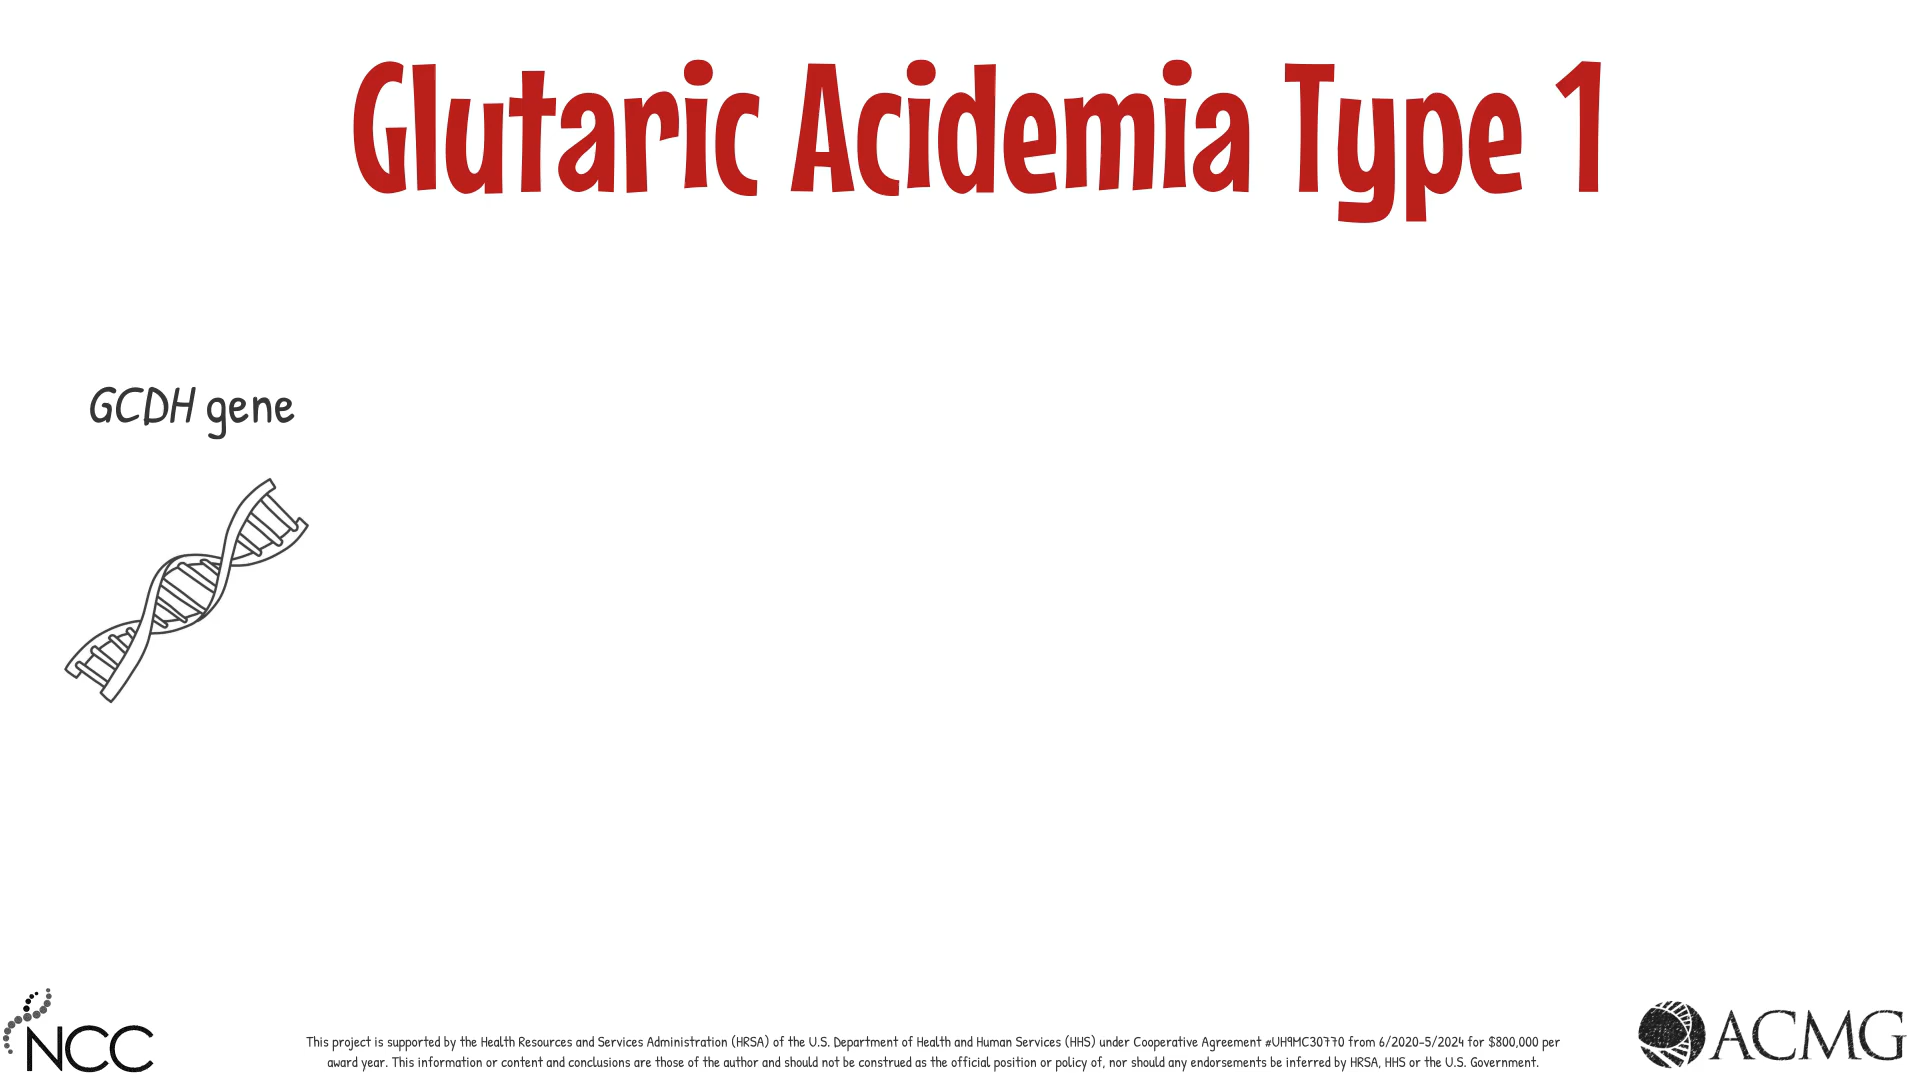 Glutaric Acidemia Type 1
GCDH gene
NCC
This project is supported by the Health Resources and Services Administration (HRSA) of the U.S. Department of Health and Human Services (HHS) under Cooperative Agreement #UH9MC30770 from 6/2020-5/2024 for $800,000 per
award year. This information or content and conclusions are those of the author and should not be construed as the official position or policy of, nor should any endorsements be inferred by HRSA, HHS or the U.S. Government.
ACMG